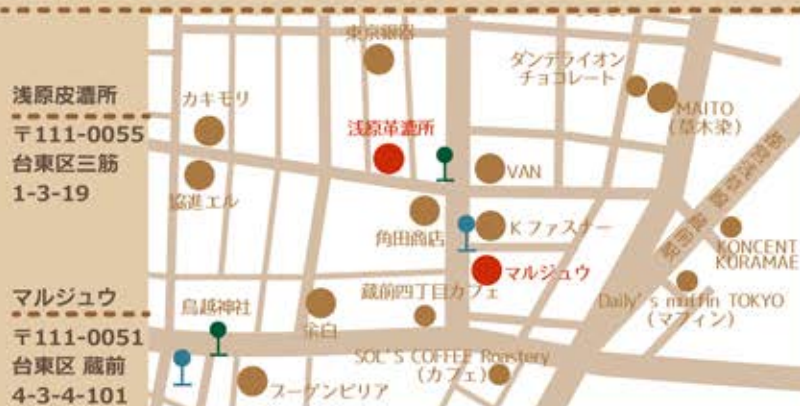 浅原皮漉所
〒111-0055
台東区三筋
1-3-19
マルジュウ
〒111-0051
台東区 蔵前
4-3-4-101
東京銀器
ダンデライオン
チョコレート
カキモリ
MAITO
(草木染)
浅原革漉所
VAN
協進エル
角田商店
Kファスナー
KONCENT
KURAMAE
マルジュウ
蔵前四丁目カフェ
Daily's muffin TOKYO
(マフィン)
鳥越神社
余白
SOL'S COFFEE Roastery
(カフェ)
ブーゲンビリア